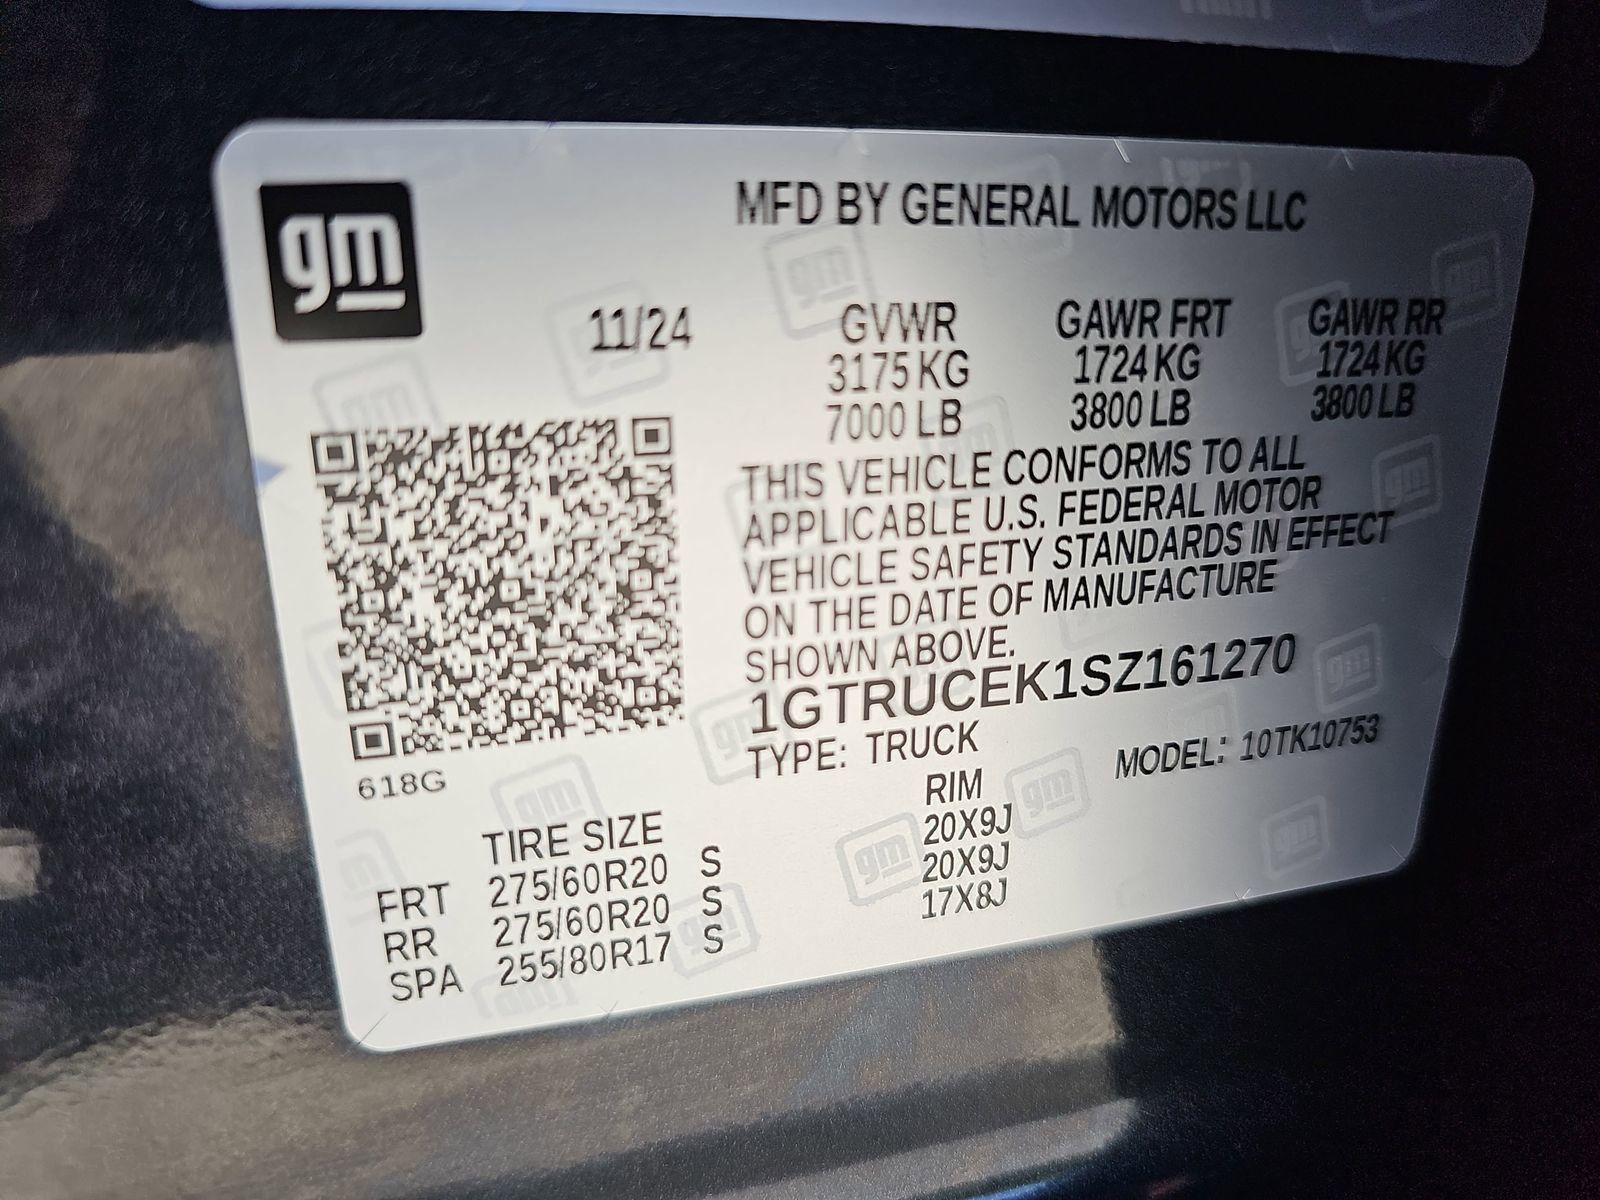 gm
MFD BY GENERAL MOTORS LLC
11/24
GVWR GAWR FRT GAWR RR
3175 KG 1724 KG 1724 KG
7000 LB 3800 LB 3800 LB
THIS VEHICLE CONFORMS TO ALL
APPLICABLE U.S. FEDERAL MOTOR
VEHICLE SAFETY STANDARDS IN EFFECT
ON THE DATE OF MANUFACTURE
SHOWN ABOVE.
1GTRUCEK1SZ161270
TYPE: TRUCK MODEL: 10TK10753
618G
TIRE SIZE RIM
FRT 275/60R20 S 20X9J
RR 275/60R20 S 20X9J
SPA 255/80R17 S 17X8J